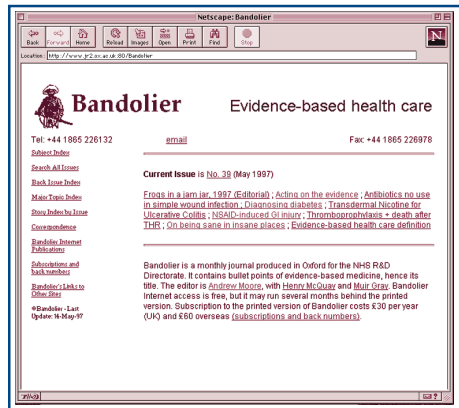 Netscape: Bandolier
Back Forward Home Reload Images Open Print Find Stop
N
Location: http://www.jr2.ox.ac.uk:80/Bandolier
Bandolier
Evidence-based health care
Tel: +44 1865 226132
email
Fax: +44 1865 226978
Subject Index
Search All Issues
Back Issue Index
Major Topic Index
Story Index by Issue
Correspondence
Bandolier Internet
Publications
Subscriptions and
back numbers
Bandolier's Links to
Other Sites
©Bandolier - Last
Update: 16-May-97
Current Issue is No. 39 (May 1997)
Frogs in a jam jar, 1997 (Editorial) ; Acting on the evidence ; Antibiotics no use
in simple wound infection ; Diagnosing diabetes ; Transdermal Nicotine for
Ulcerative Colitis ; NSAID-induced GI injury ; Thromboprophylaxis + death after
THR ; On being sane in insane places ; Evidence-based health care definition
Bandolier is a monthly journal produced in Oxford for the NHS R&D
Directorate. It contains bullet points of evidence-based medicine, hence its
title. The editor is Andrew Moore, with Henry McQuay and Muir Gray. Bandolier
Internet access is free, but it may run several months behind the printed
version. Subscription to the printed version of Bandolier costs £30 per year
(UK) and £60 overseas (subscriptions and back numbers).